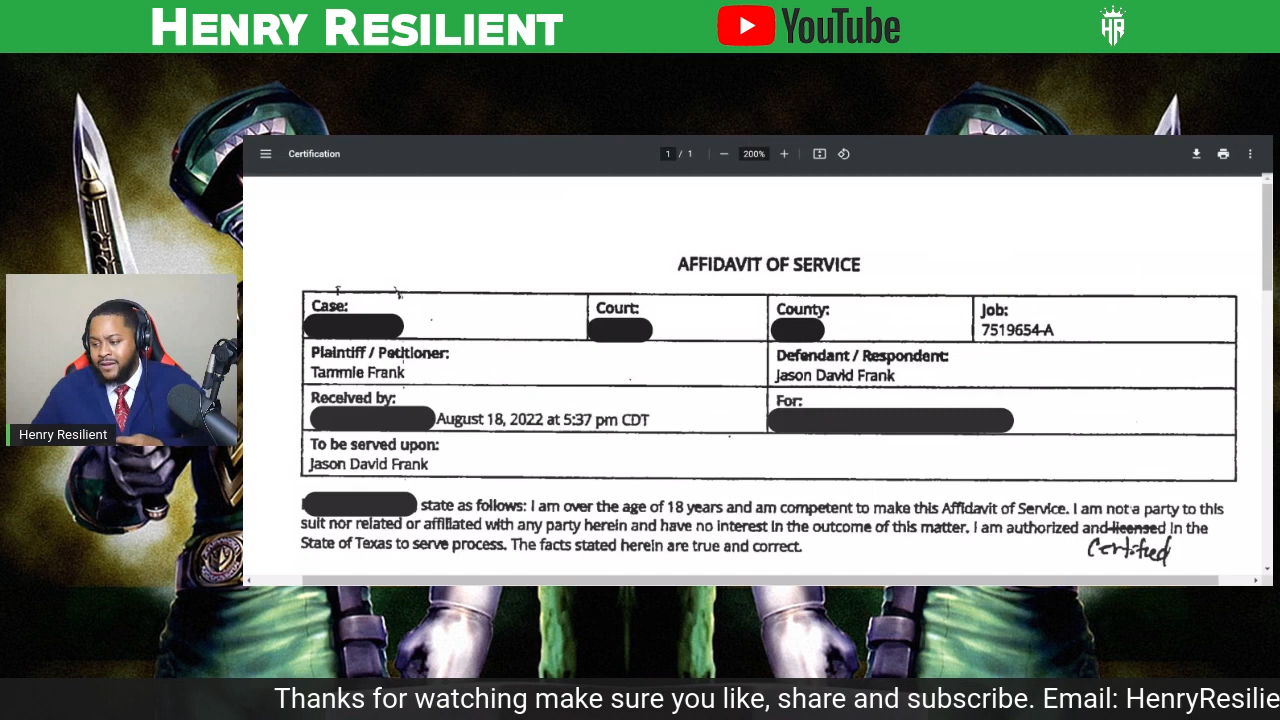 HENRY RESILIENT
YouTube
HR
Certification
1 / 1
200%
AFFIDAVIT OF SERVICE
Case:
Court:
County:
Job:
7519654-A
Plaintiff / Petitioner:
Tammie Frank
Defendant / Respondent:
Jason David Frank
Received by:
August 18, 2022 at 5:37 pm CDT
For:
To be served upon:
Jason David Frank
state as follows: I am over the age of 18 years and am competent to make this Affidavit of Service. I am not a party to this
suit nor related or affiliated with any party herein and have no interest in the outcome of this matter. I am authorized and licensed in the
Certified
State of Texas to serve process. The facts stated herein are true and correct.
Henry Resilient
Thanks for watching make sure you like, share and subscribe. Email: HenryResilie